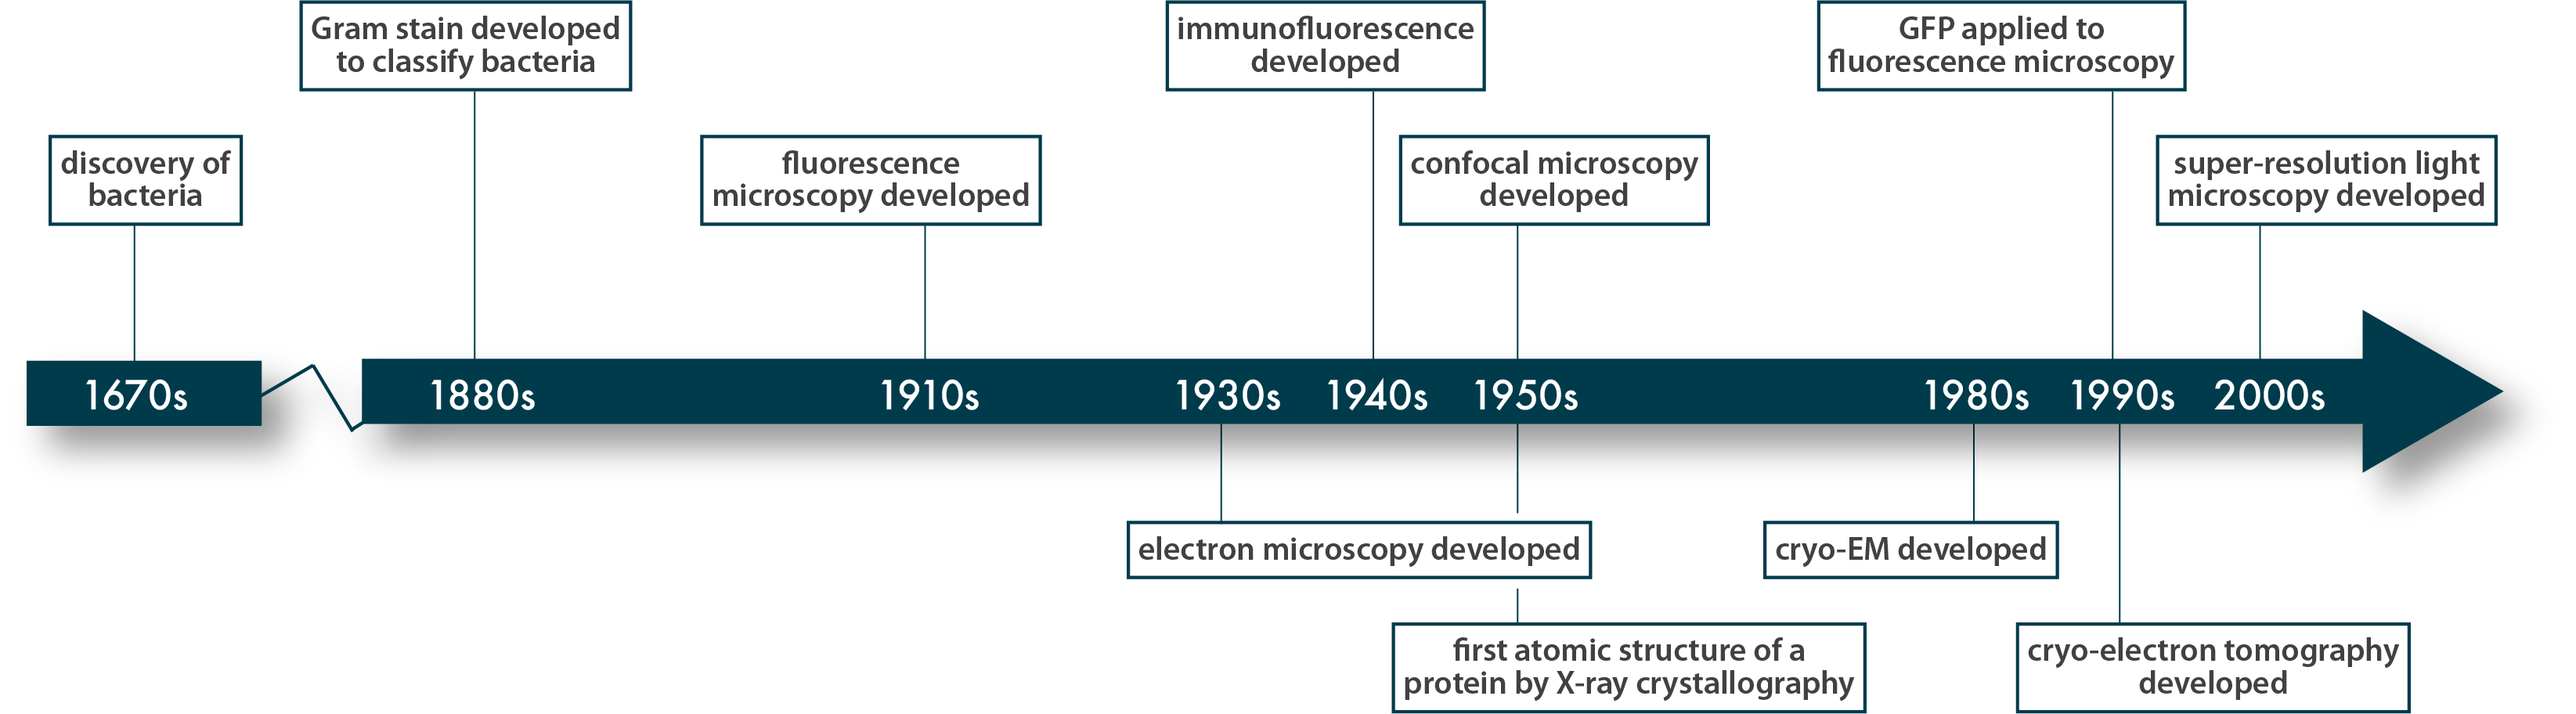 Gram stain developed
to classify bacteria
immunofluorescence
developed
GFP applied to
fluorescence microscopy
discovery of
bacteria
fluorescence
microscopy developed
confocal microscopy
developed
super-resolution light
microscopy developed
1670s
1880s
1910s
1930s
1940s
1950s
1980s
1990s
2000s
electron microscopy developed
cryo-EM developed
first atomic structure of a
protein by X-ray crystallography
cryo-electron tomography
developed